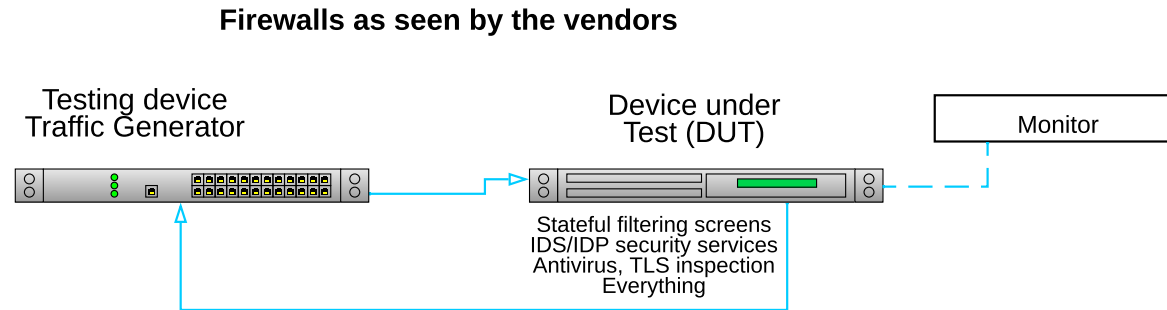 Firewalls as seen by the vendors
Testing device
Traffic Generator
Device under
Test (DUT)
Monitor
Stateful filtering screens
IDS/IDP security services
Antivirus, TLS inspection
Everything